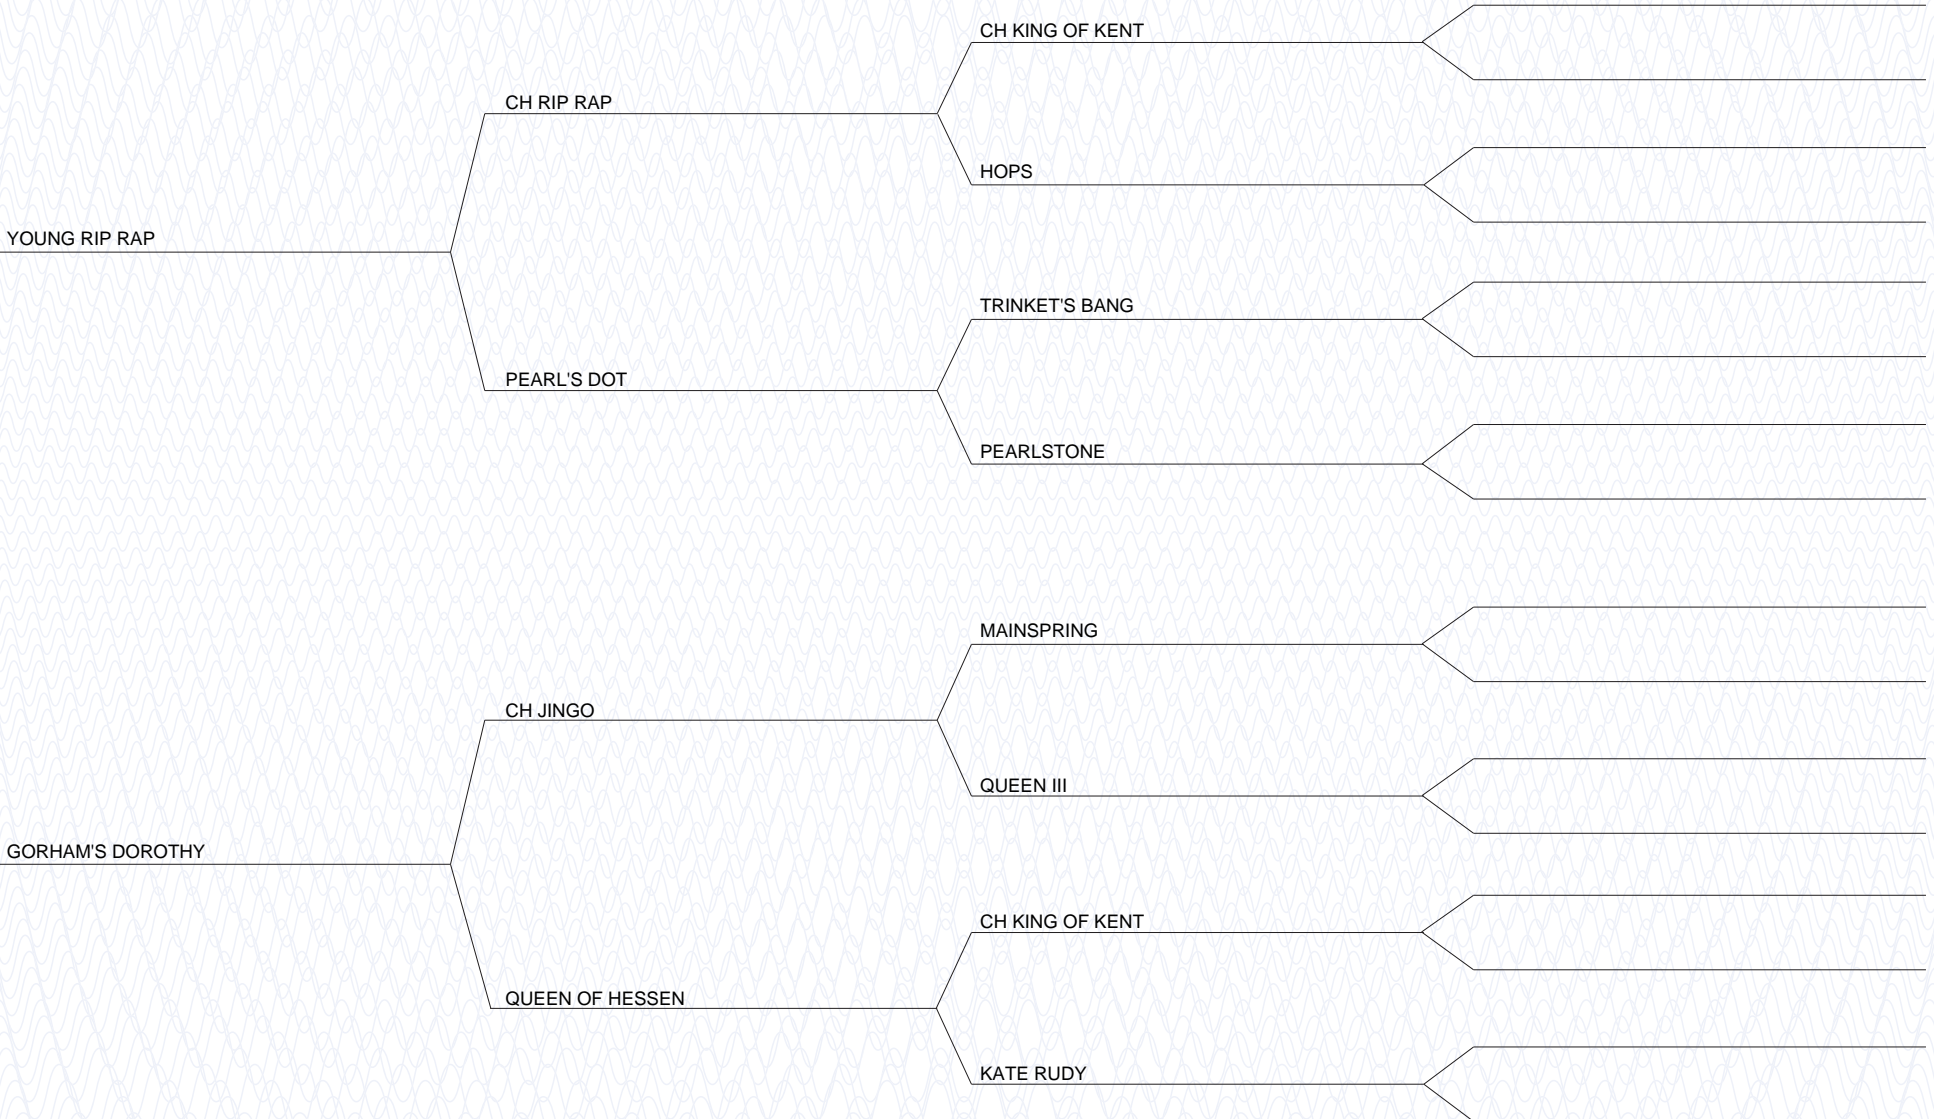 CH KING OF KENT
CH RIP RAP
HOPS
YOUNG RIP RAP
TRINKET'S BANG
PEARL'S DOT
PEARLSTONE
MAINSPRING
CH JINGO
QUEEN III
GORHAM'S DOROTHY
CH KING OF KENT
QUEEN OF HESSEN
KATE RUDY